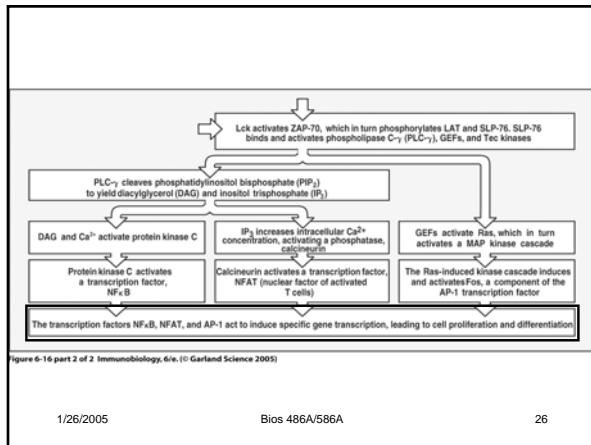 Lck activates ZAP-70, which in turn phosphorylates LAT and SLP-76. SLP-76
binds and activates phospholipase C-γ (PLC-γ), GEFs, and Tec kinases
PLC-γ cleaves phosphatidylinositol bisphosphate (PIP₂)
to yield diacylglycerol (DAG) and inositol trisphosphate (IP₃)
DAG and Ca²⁺ activate protein kinase C
IP₃ increases intracellular Ca²⁺
concentration, activating a phosphatase,
calcineurin
GEFs activate Ras, which in turn
activates a MAP kinase cascade
Protein kinase C activates
a transcription factor,
NFκB
Calcineurin activates a transcription factor,
NFAT (nuclear factor of activated
T cells)
The Ras-induced kinase cascade induces
and activates Fos, a component of the
AP-1 transcription factor
The transcription factors NFκB, NFAT, and AP-1 act to induce specific gene transcription, leading to cell proliferation and differentiation
Figure 6-16 part 2 of 2 Immunobiology, 6/e. (© Garland Science 2005)
1/26/2005
Bios 486A/586A
26